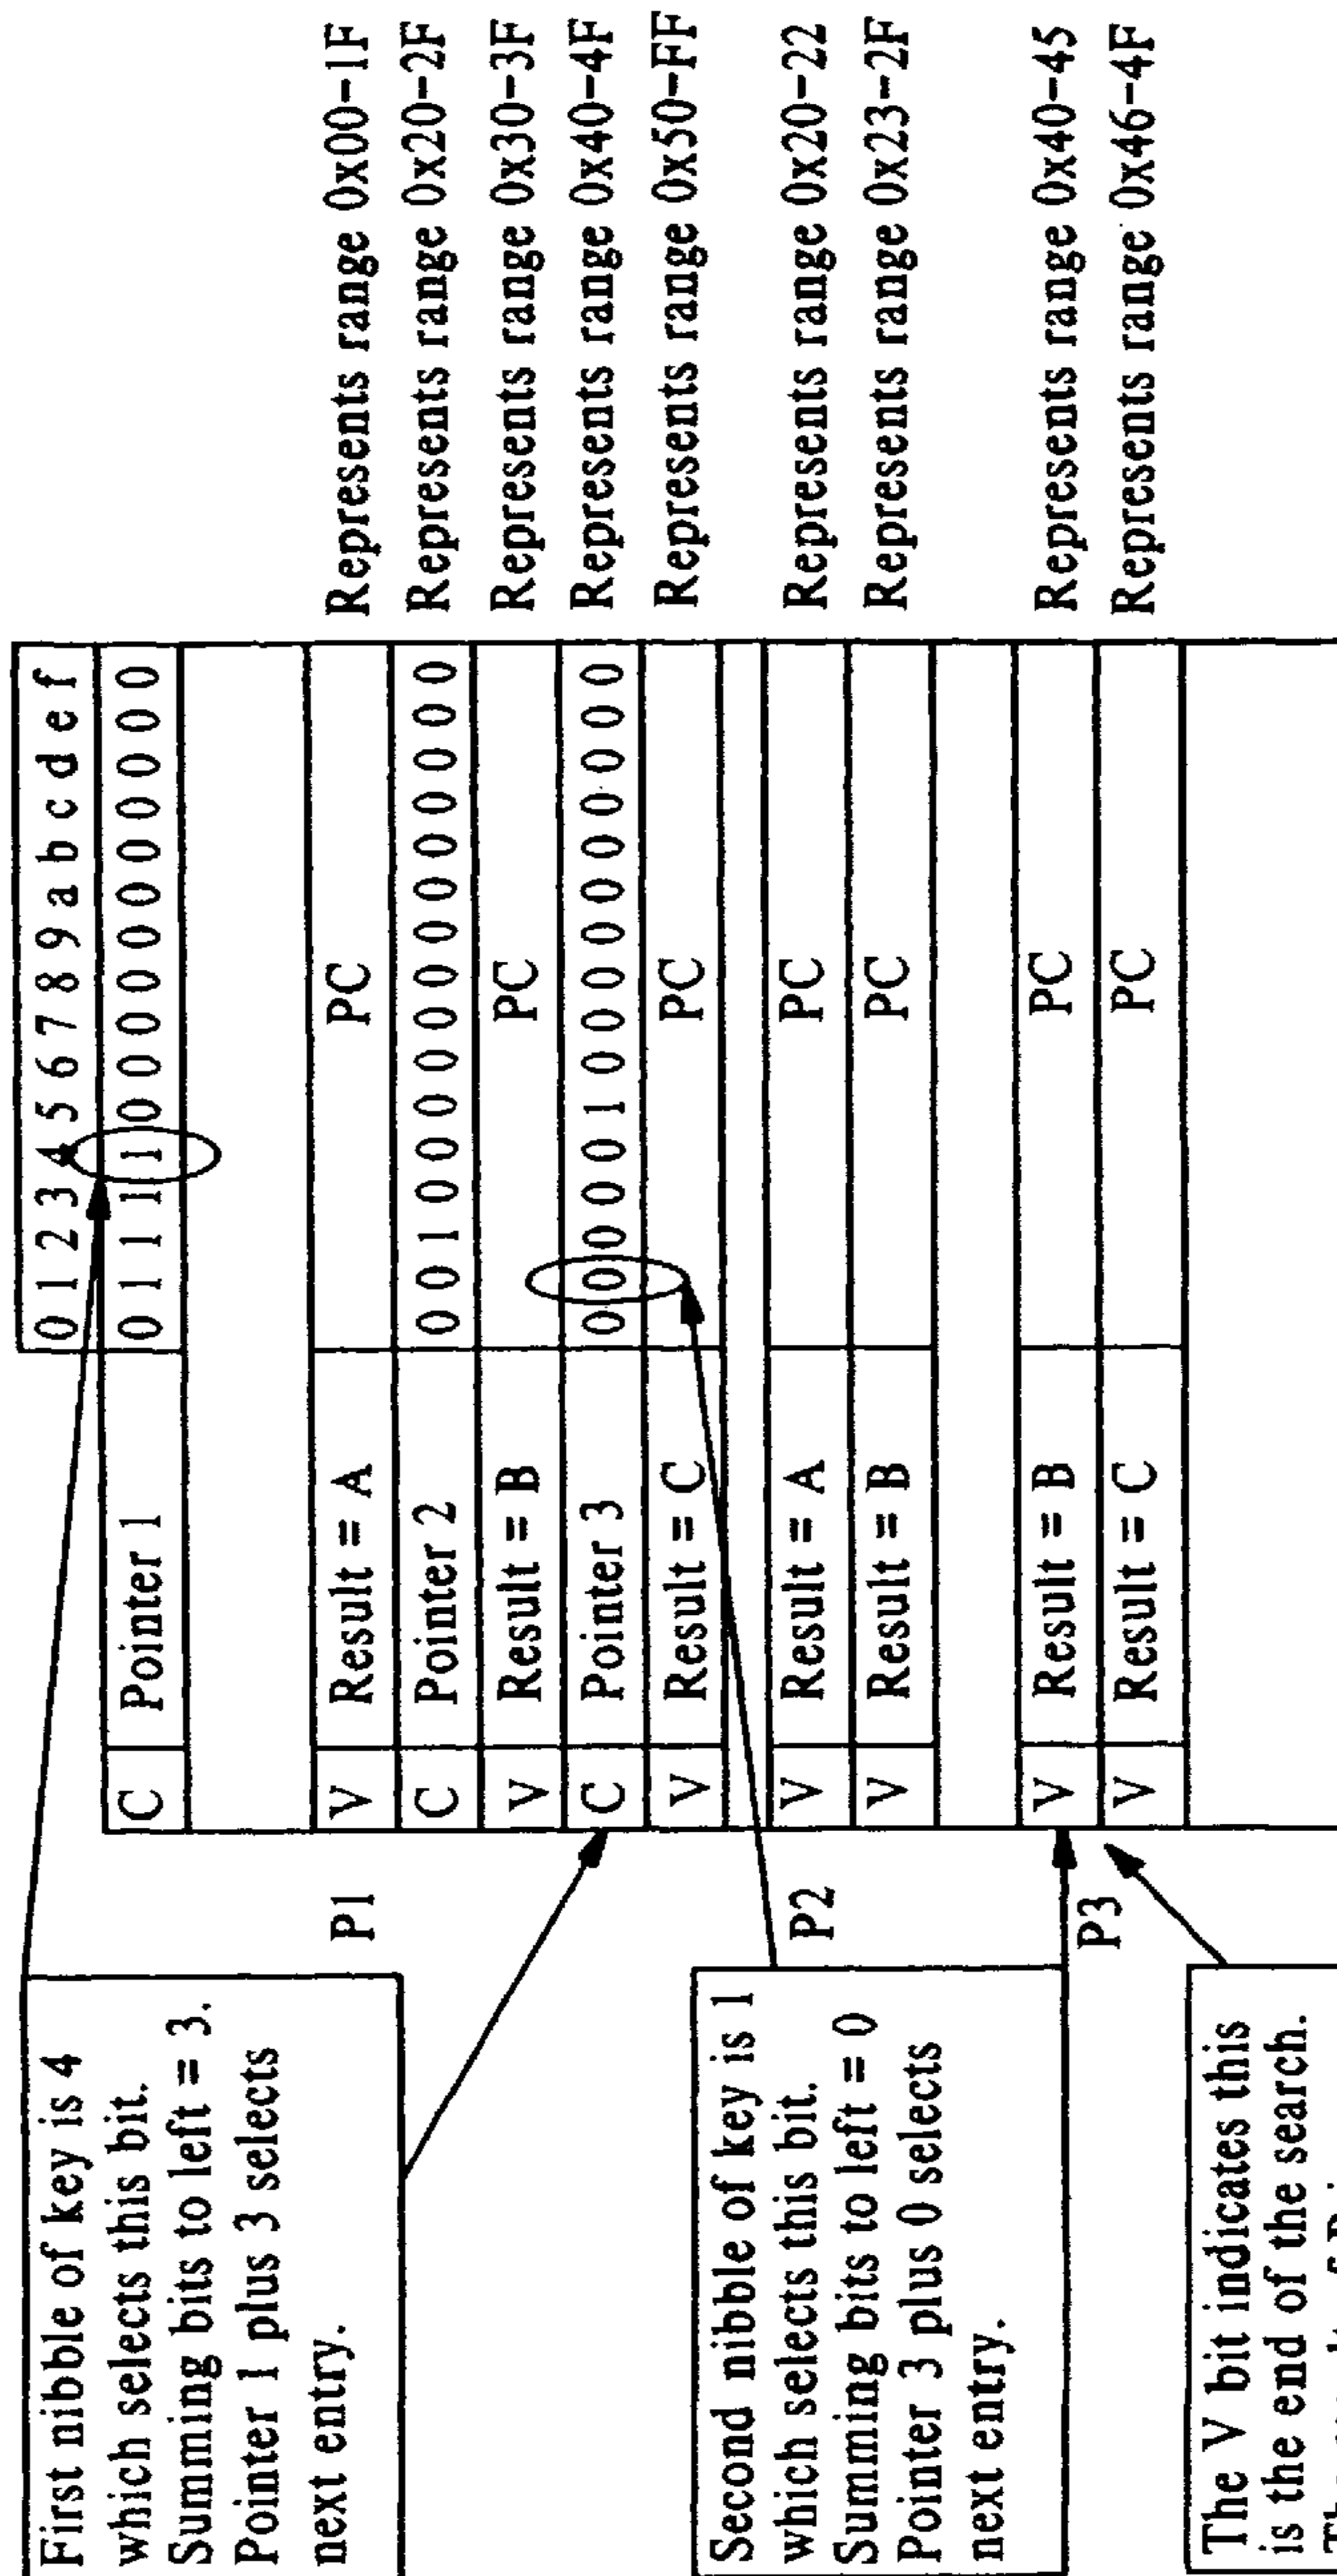 First nibble of key is 4
which selects this bit.
Summing bits to left = 3.
Pointer 1 plus 3 selects
next entry.
Second nibble of key is 1
which selects this bit.
Summing bits to left = 0
Pointer 3 plus 0 selects
next entry.
The V bit indicates this
is the end of the search.
P1
P2
P3
0 1 2 3 4 5 6 7 8 9 a b c d e f
C Pointer 1 0 1 1 1 1 0 0 0 0 0 0 0 0 0 0 0
V Result = A PC Represents range 0x00-1F
C Pointer 2 0 0 1 0 0 0 0 0 0 0 0 0 0 0 0 0 Represents range 0x20-2F
V Result = B PC Represents range 0x30-3F
C Pointer 3 0 0 0 0 0 1 0 0 0 0 0 0 0 0 0 0 Represents range 0x40-4F
V Result = C PC Represents range 0x50-FF
V Result = A PC Represents range 0x20-22
V Result = B PC Represents range 0x23-2F
V Result = B PC Represents range 0x40-45
V Result = C PC Represents range 0x46-4F